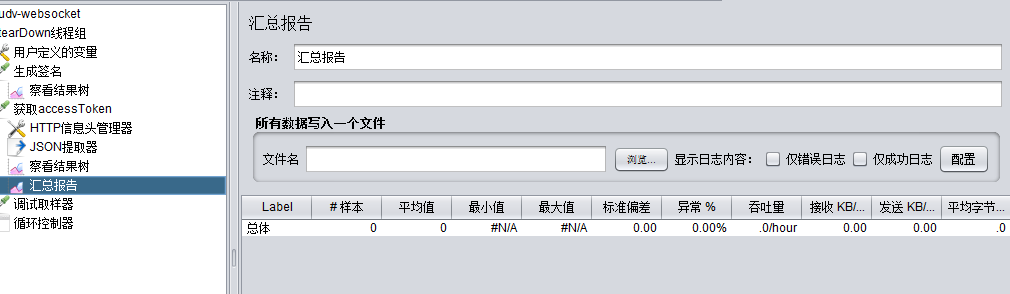 udv-websocket
tearDown线程组
用户定义的变量
生成签名
察看结果树
获取accessToken
HTTP信息头管理器
JSON提取器
察看结果树
汇总报告
调试取样器
循环控制器
汇总报告
名称: 汇总报告
注释:
所有数据写入一个文件
文件名 浏览... 显示日志内容: 仅错误日志 仅成功日志 配置
Label # 样本 平均值 最小值 最大值 标准偏差 异常 % 吞吐量 接收 KB/... 发送 KB/... 平均字节...
总体 0 0 #N/A #N/A 0.00 0.00% .0/hour 0.00 0.00 .0